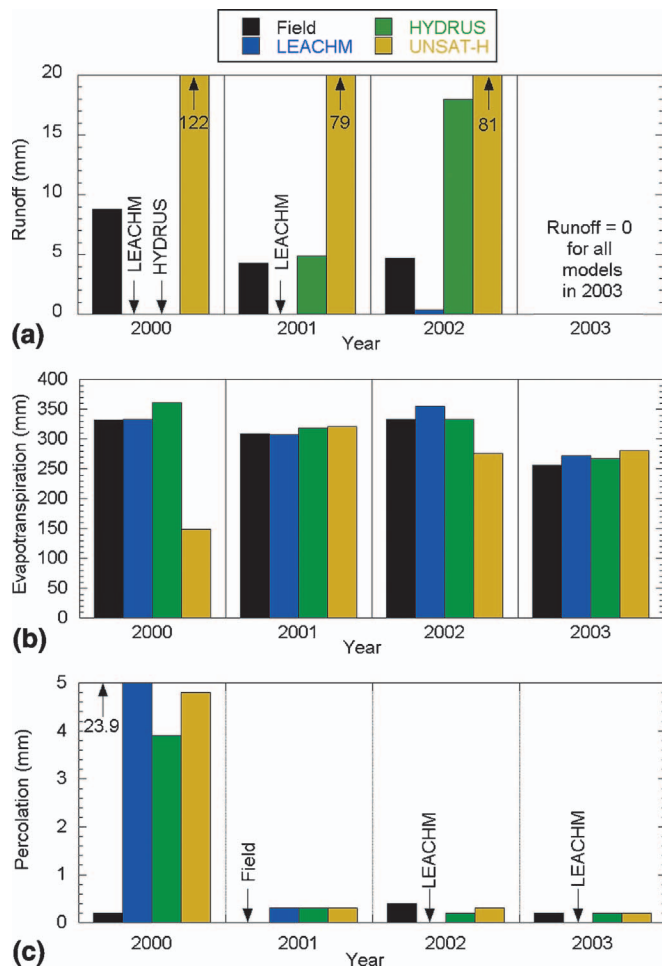 Field HYDRUS
LEACHM UNSAT-H
20
15
10
5
0
Runoff (mm)
122
79
81
LEACHM
HYDRUS
LEACHM
Runoff = 0
for all
models
in 2003
2000 2001 2002 2003
(a)
Year
400
350
300
250
200
150
100
50
0
Evapotranspiration (mm)
2000 2001 2002 2003
(b)
Year
5
4
3
2
1
0
Percolation (mm)
23.9
Field
LEACHM
LEACHM
2000 2001 2002 2003
(c)
Year